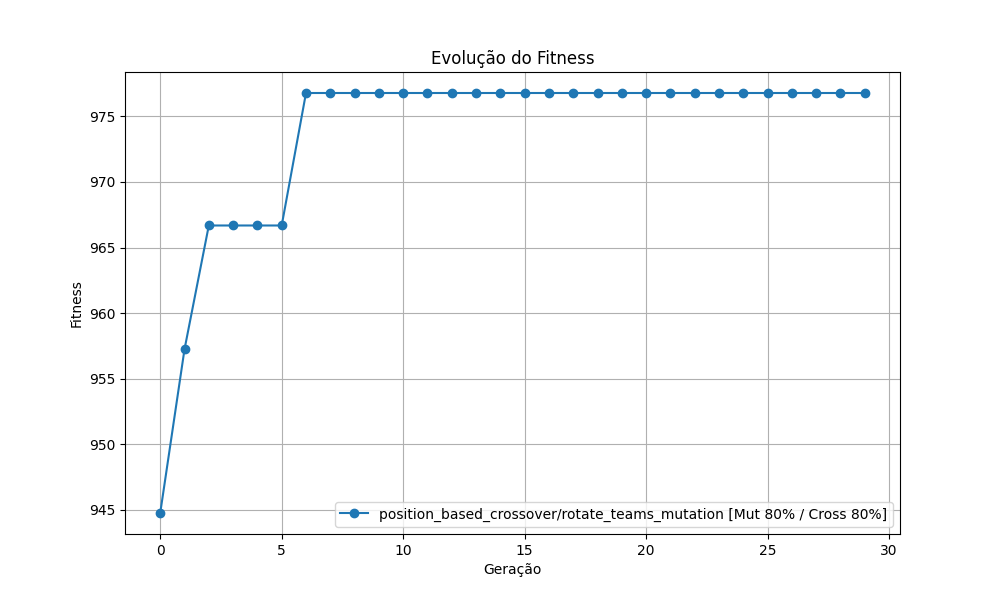 Evolução do Fitness
Fitness
975
970
965
960
955
950
945
position_based_crossover/rotate_teams_mutation [Mut 80% / Cross 80%]
0 5 10 15 20 25 30
Geração